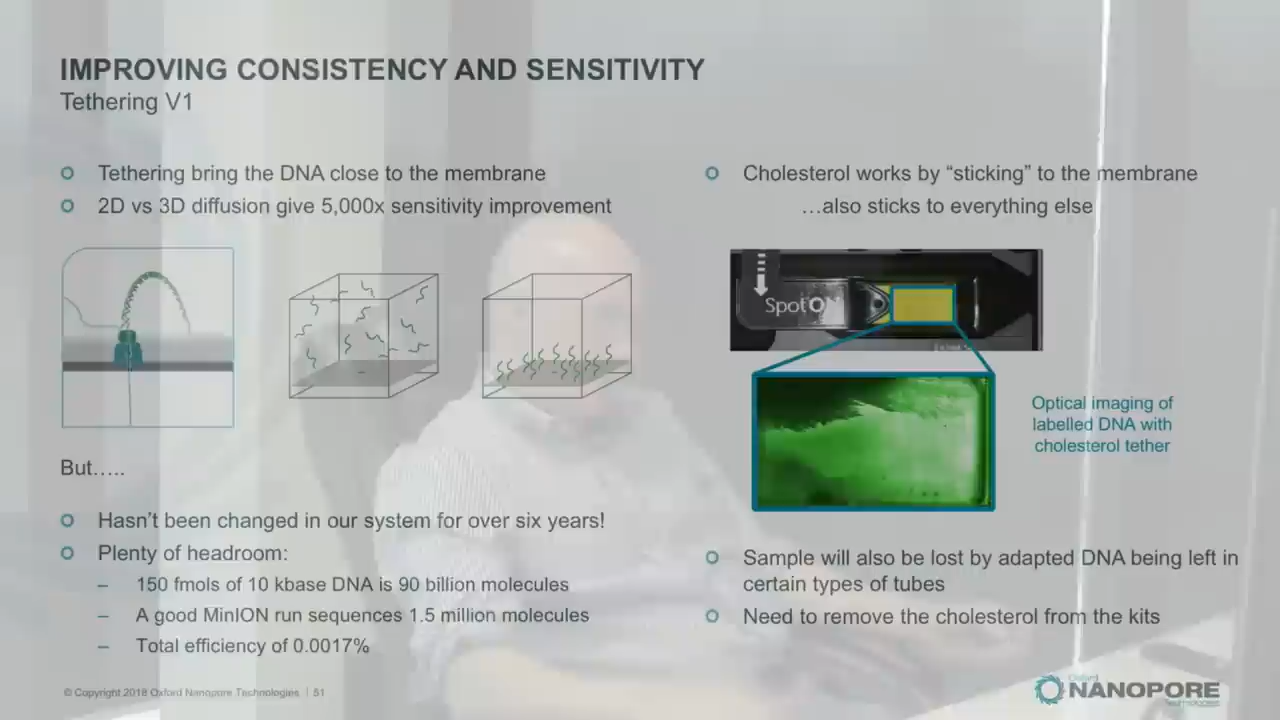 IMPROVING CONSISTENCY AND SENSITIVITY
Tethering V1
Tethering bring the DNA close to the membrane
2D vs 3D diffusion give 5,000x sensitivity improvement
But.....
Hasn't been changed in our system for over six years!
Plenty of headroom:
– 150 fmols of 10 kbase DNA is 90 billion molecules
– A good MinION run sequences 1.5 million molecules
– Total efficiency of 0.0017%
Cholesterol works by “sticking” to the membrane
…also sticks to everything else
SpotON
Optical imaging of
labelled DNA with
cholesterol tether
Sample will also be lost by adapted DNA being left in
certain types of tubes
Need to remove the cholesterol from the kits
© Copyright 2018 Oxford Nanopore Technologies | 51
Oxford
NANOPORE
Technologies